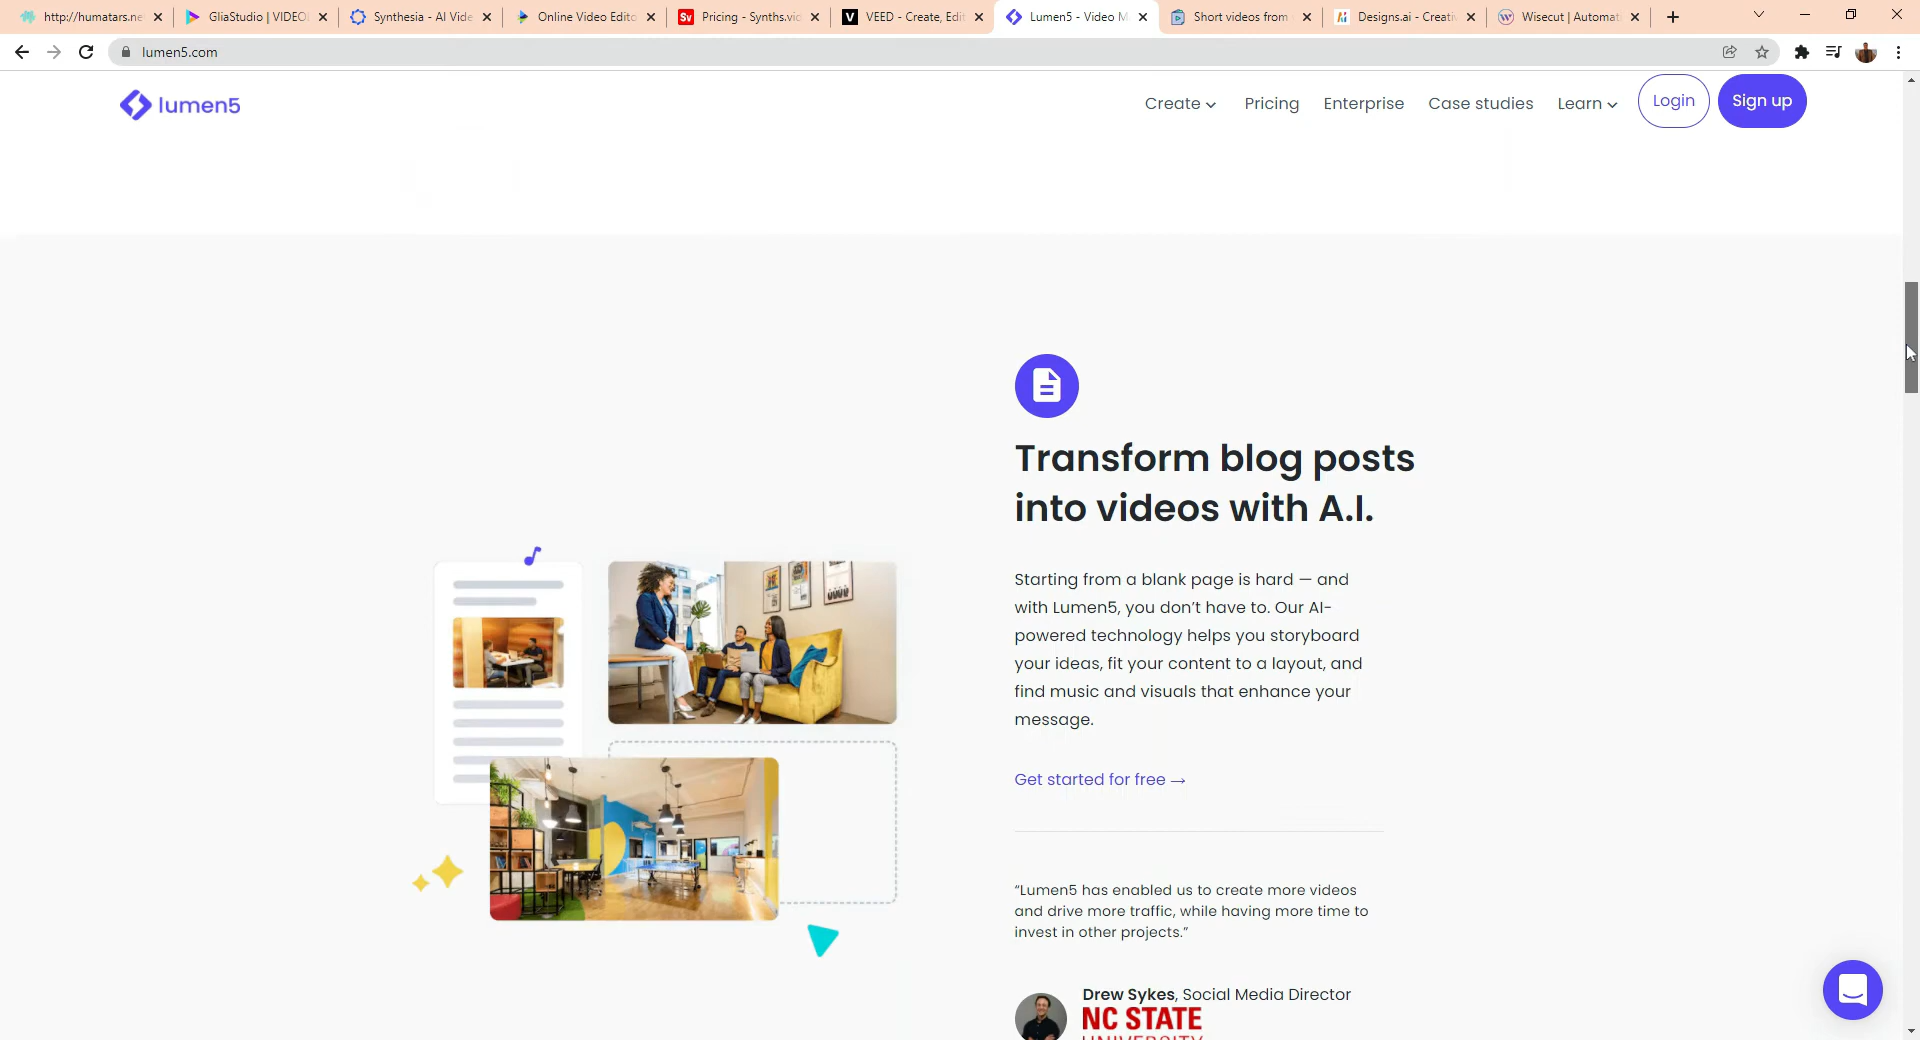 http://humatars.ne
GliaStudio | VIDEO
Synthesia - AI Vide
Online Video Edito
Sv
Pricing - Synths.vic
V
VEED - Create, Edit
Lumen5 - Video M
Short videos from
Ai
Designs.ai - Creati
W
Wisecut | Automat
lumen5.com
lumen5
Create
Pricing
Enterprise
Case studies
Learn
Login
Sign up
Transform blog posts
into videos with A.I.
Starting from a blank page is hard — and
with Lumen5, you don’t have to. Our AI-
powered technology helps you storyboard
your ideas, fit your content to a layout, and
find music and visuals that enhance your
message.
Get started for free →
“Lumen5 has enabled us to create more videos
and drive more traffic, while having more time to
invest in other projects.”
Drew Sykes, Social Media Director
NC STATE
UNIVERSITY